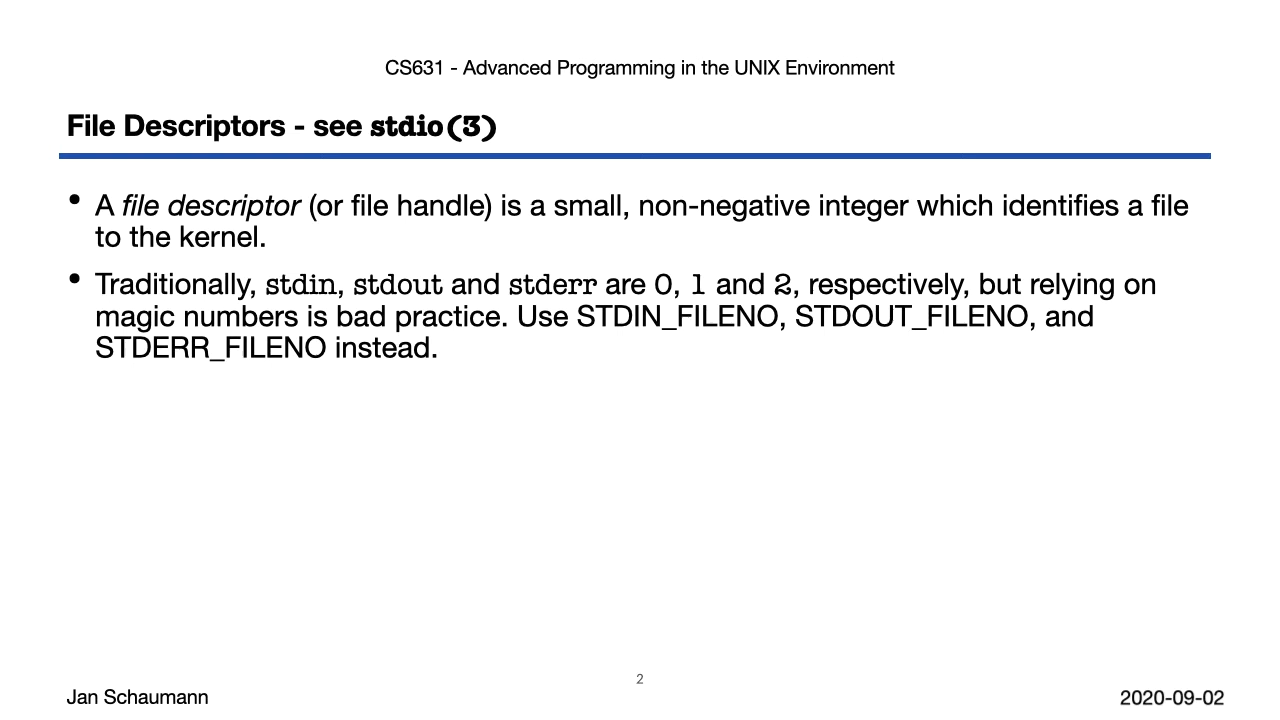 CS631 - Advanced Programming in the UNIX Environment
File Descriptors - see stdio(3)
• A file descriptor (or file handle) is a small, non-negative integer which identifies a file
to the kernel.
• Traditionally, stdin, stdout and stderr are 0, 1 and 2, respectively, but relying on
magic numbers is bad practice. Use STDIN_FILENO, STDOUT_FILENO, and
STDERR_FILENO instead.
2
Jan Schaumann
2020-09-02